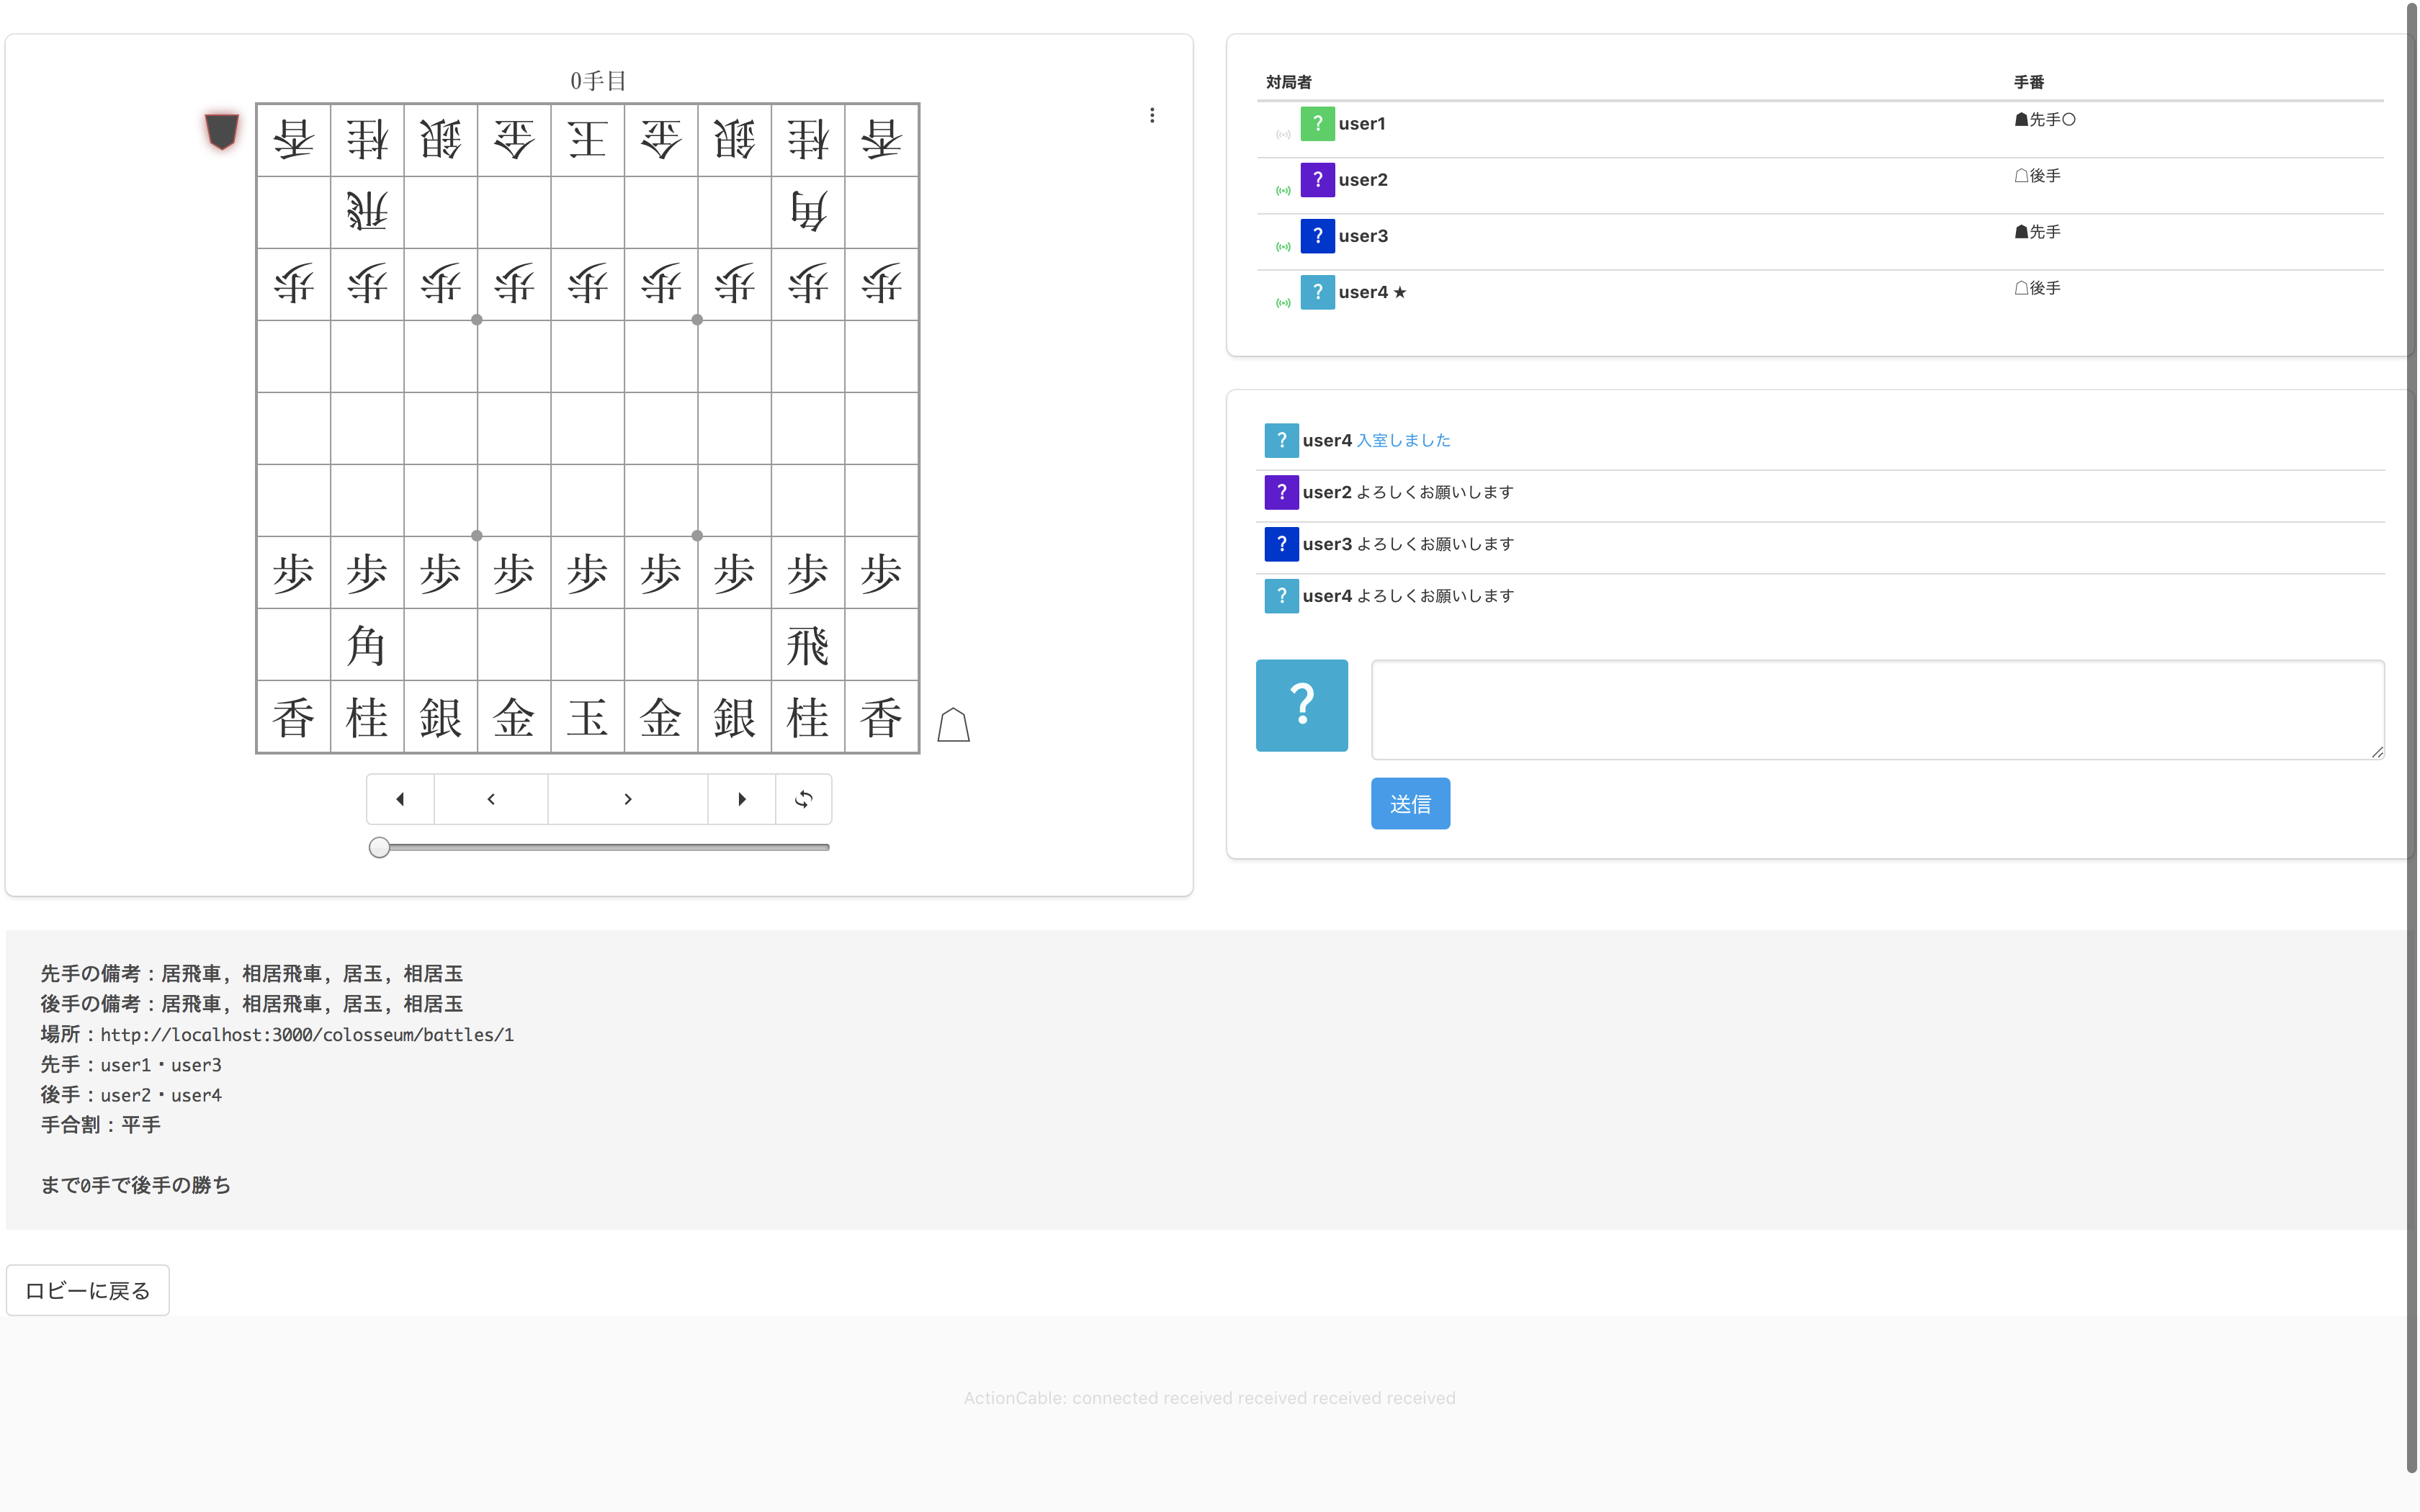 0手目
香桂銀金王金銀桂香
飛角
歩歩歩歩歩歩歩歩歩
歩歩歩歩歩歩歩歩歩
角飛
香桂銀金玉金銀桂香
対局者 手番
? user1 ☗先手○
? user2 ☖後手
? user3 ☗先手
? user4 ★ ☖後手
? user4 入室しました
? user2 よろしくお願いします
? user3 よろしくお願いします
? user4 よろしくお願いします
?
送信
先手の備考：居飛車, 相居飛車, 居玉, 相居玉
後手の備考：居飛車, 相居飛車, 居玉, 相居玉
場所：http://localhost:3000/colosseum/battles/1
先手：user1・user3
後手：user2・user4
手合割：平手
まで0手で後手の勝ち
ロビーに戻る
ActionCable: connected received received received received